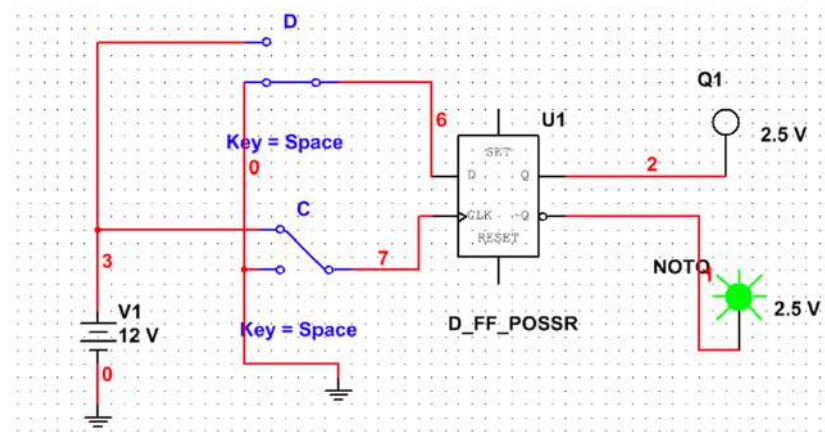 D
Q1
6
U1
2.5 V
Key = Space
SET
0
D
Q
2
C
CLK
~Q
RESET
7
3
NOTQ
1
V1
12 V
2.5 V
Key = Space
D_FF_POSSR
0